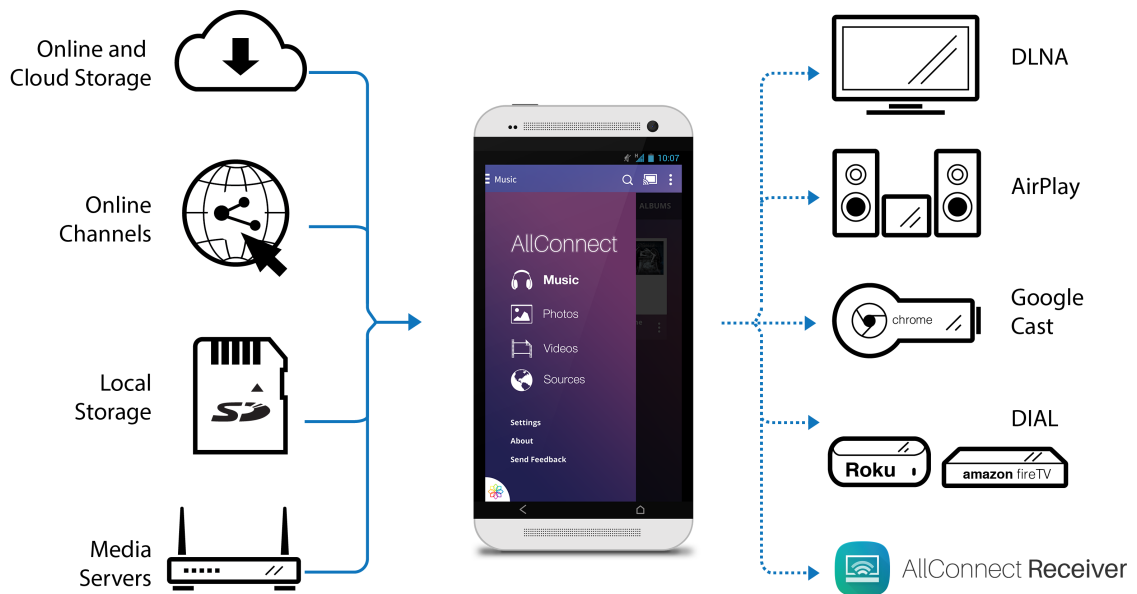 Online and
Cloud Storage
Online
Channels
Local
Storage
SD
Media
Servers
10:07
Music
ALBUMS
AllConnect
Music
Photos
Videos
Sources
Settings
About
Send Feedback
DLNA
AirPlay
chrome
Google
Cast
DIAL
Roku
amazon fireTV
AllConnect Receiver